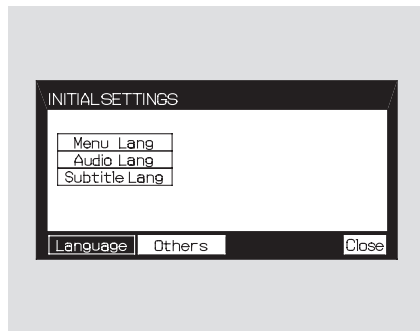 INITIAL SETTINGS
Menu Lang
Audio Lang
Subtitle Lang
Language Others Close